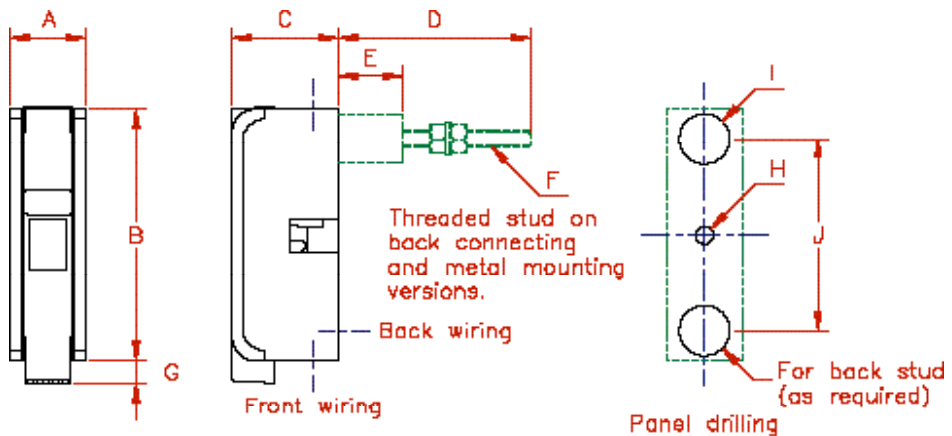 A
C
D
E
I
F
H
B
J
Threaded stud on
back connecting
and metal mounting
versions.
Back wiring
G
Front wiring
For back stud
(as required)
Panel drilling